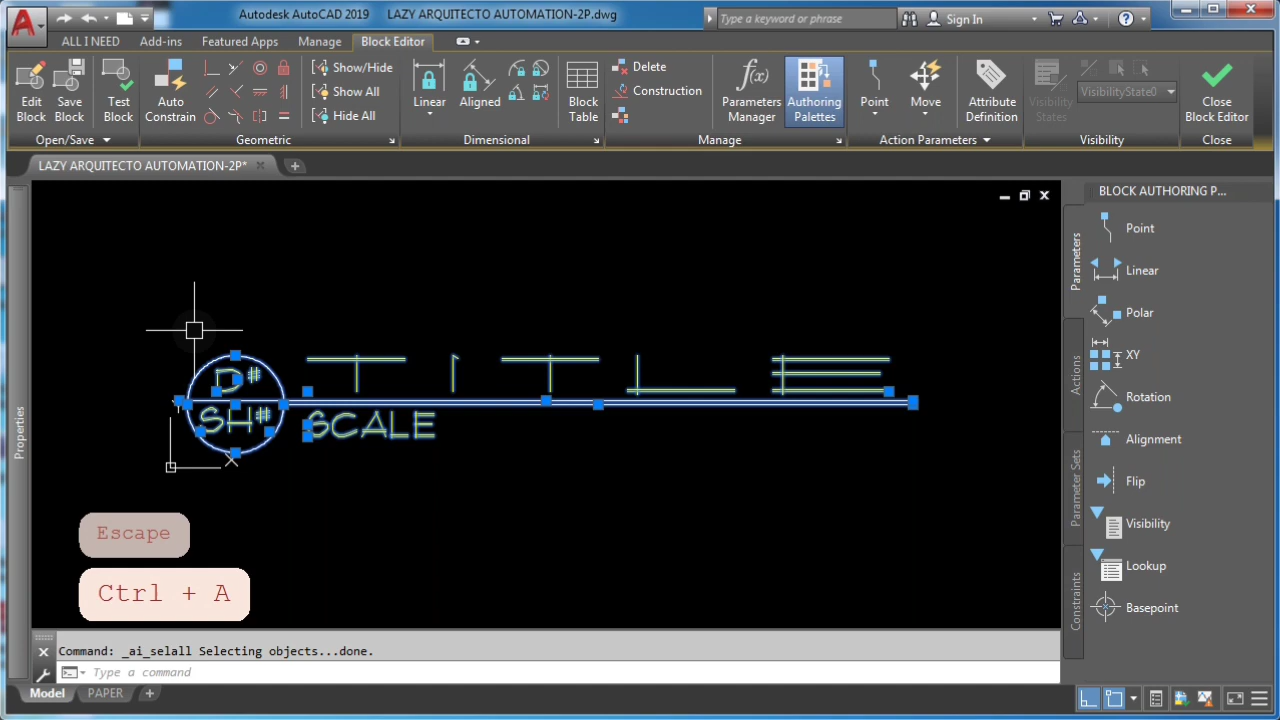 Autodesk AutoCAD 2019 LAZY ARQUITECTO AUTOMATION-2P.dwg
Type a keyword or phrase
Sign In
ALL I NEED Add-ins Featured Apps Manage Block Editor
Edit Block
Save Block
Test Block
Auto Constrain
Show/Hide
Show All
Hide All
Linear
Aligned
Block Table
Delete
Construction
Parameters Manager
Authoring Palettes
Point
Move
Attribute Definition
Visibility States
VisibilityState0
Close Block Editor
Open/Save Geometric Dimensional Manage Action Parameters Visibility Close
LAZY ARQUITECTO AUTOMATION-2P*
BLOCK AUTHORING P...
Properties
D# TITLE
SH# SCALE
Escape
Ctrl + A
Parameters
Actions
Parameter Sets
Constraints
Point
Linear
Polar
XY
Rotation
Alignment
Flip
Visibility
Lookup
Basepoint
Command: _ai_selall Selecting objects...done.
Type a command
Model PAPER